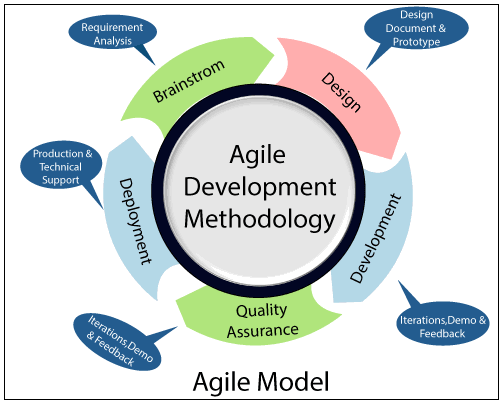 Requirement
Analysis
Design
Document &
Prototype
Brainstrom
Design
Production &
Technical
Support
Agile
Development
Methodology
Deployment
Development
Quality
Assurance
Iterations,Demo
& Feedback
Iterations,Demo &
Feedback
Agile Model